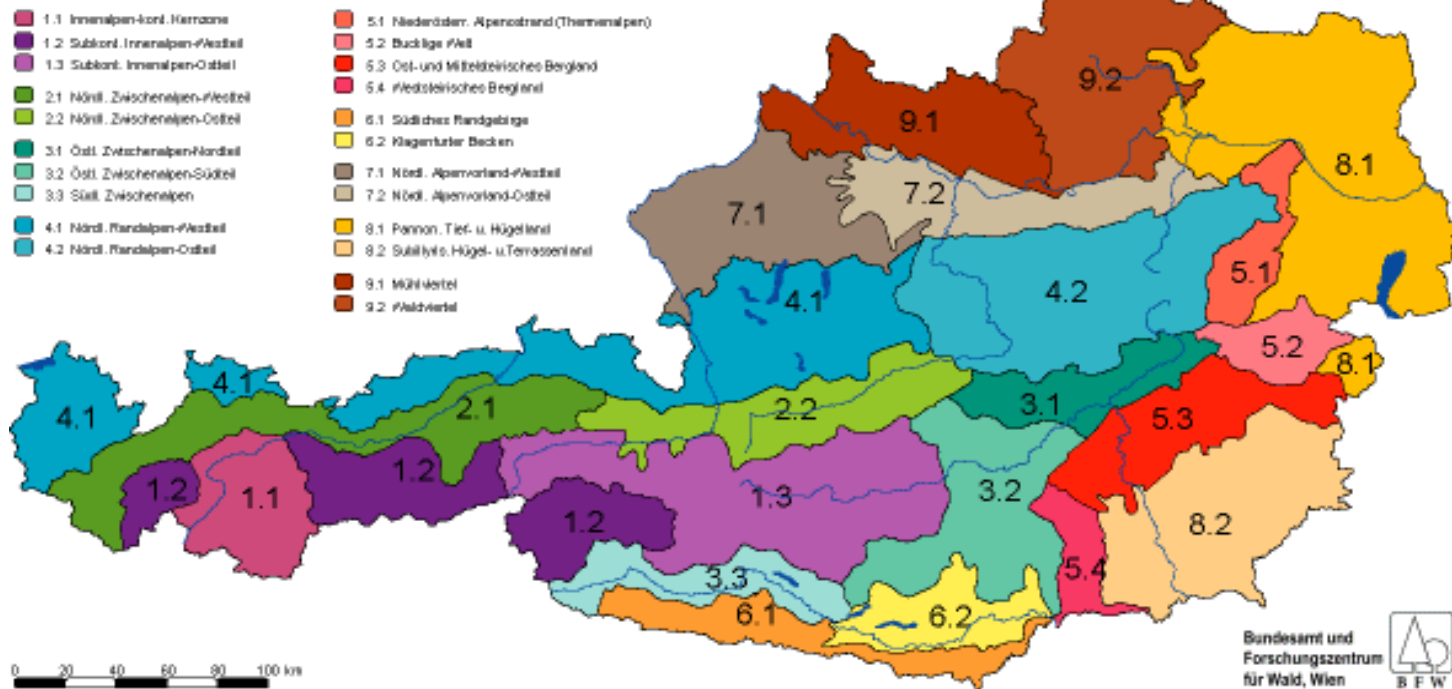 1.1 Innenalpen-kont. Kernzone
1.2 Subkont. Innenalpen-Westteil
1.3 Subkont. Innenalpen-Ostteil
2.1 Nördl. Zwischenalpen-Westteil
2.2 Nördl. Zwischenalpen-Ostteil
3.1 Östl. Zwischenalpen-Nordteil
3.2 Östl. Zwischenalpen-Südteil
3.3 Südl. Zwischenalpen
4.1 Nördl. Randalpen-Westteil
4.2 Nördl. Randalpen-Ostteil
5.1 Niederösterr. Alpenostrand (Thermenalpen)
5.2 Bucklige Welt
5.3 Ost- und Mittelsteirisches Bergland
5.4 Weststeirisches Bergland
6.1 Südliches Randgebirge
6.2 Klagenfurter Becken
7.1 Nördl. Alpenvorland-Westteil
7.2 Nördl. Alpenvorland-Ostteil
8.1 Pannon. Tief- u. Hügelland
8.2 Subillyr. Hügel- u. Terrassenland
9.1 Mühlviertel
9.2 Waldviertel
9.2
9.1
8.1
7.2
7.1
5.1
4.2
4.1
5.2
8.1
4.1
4.1
2.1
2.2
3.1
5.3
1.2
1.2
1.1
1.3
3.2
1.2
8.2
5.4
3.3
6.1
6.2
0 20 40 60 80 100 km
Bundesamt und
Forschungszentrum
für Wald, Wien
B F W